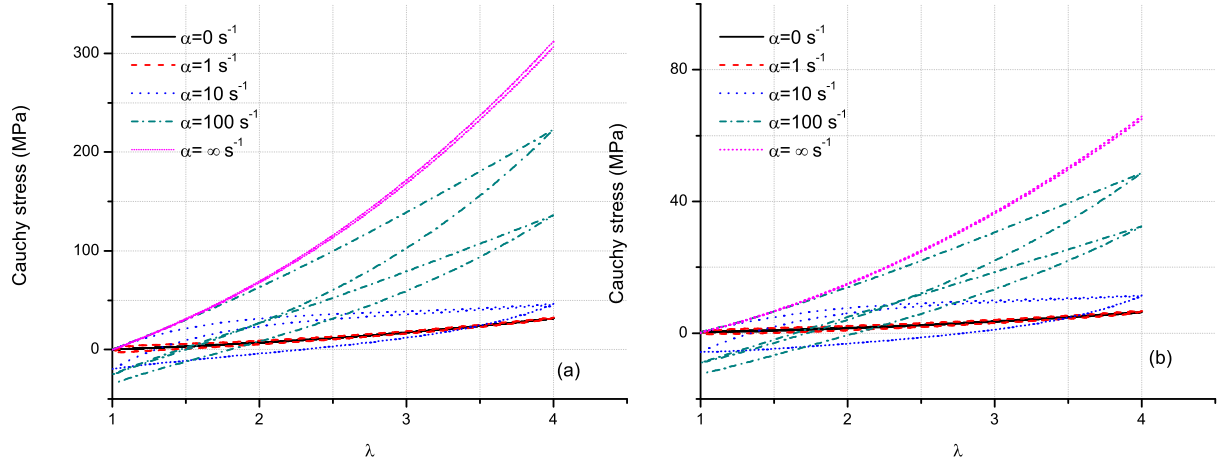 α=0 s⁻¹
α=1 s⁻¹
α=10 s⁻¹
α=100 s⁻¹
α= ∞ s⁻¹
300
200
100
0
Cauchy stress (MPa)
(a)
1
2
3
4
λ
α=0 s⁻¹
α=1 s⁻¹
α=10 s⁻¹
α=100 s⁻¹
α= ∞ s⁻¹
80
40
0
Cauchy stress (MPa)
(b)
1
2
3
4
λ